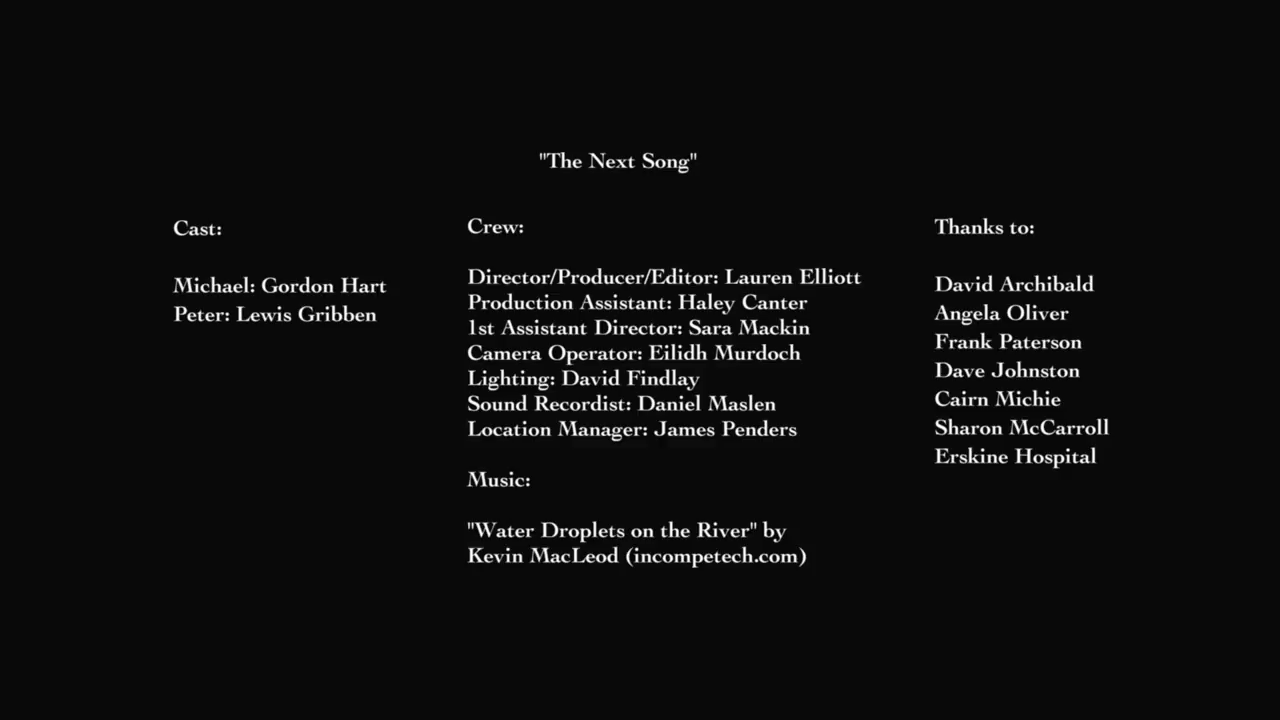 "The Next Song"
Cast:
Michael: Gordon Hart
Peter: Lewis Gribben
Crew:
Director/Producer/Editor: Lauren Elliott
Production Assistant: Haley Canter
1st Assistant Director: Sara Mackin
Camera Operator: Eilidh Murdoch
Lighting: David Findlay
Sound Recordist: Daniel Maslen
Location Manager: James Penders
Music:
"Water Droplets on the River" by
Kevin MacLeod (incompetech.com)
Thanks to:
David Archibald
Angela Oliver
Frank Paterson
Dave Johnston
Cairn Michie
Sharon McCarroll
Erskine Hospital